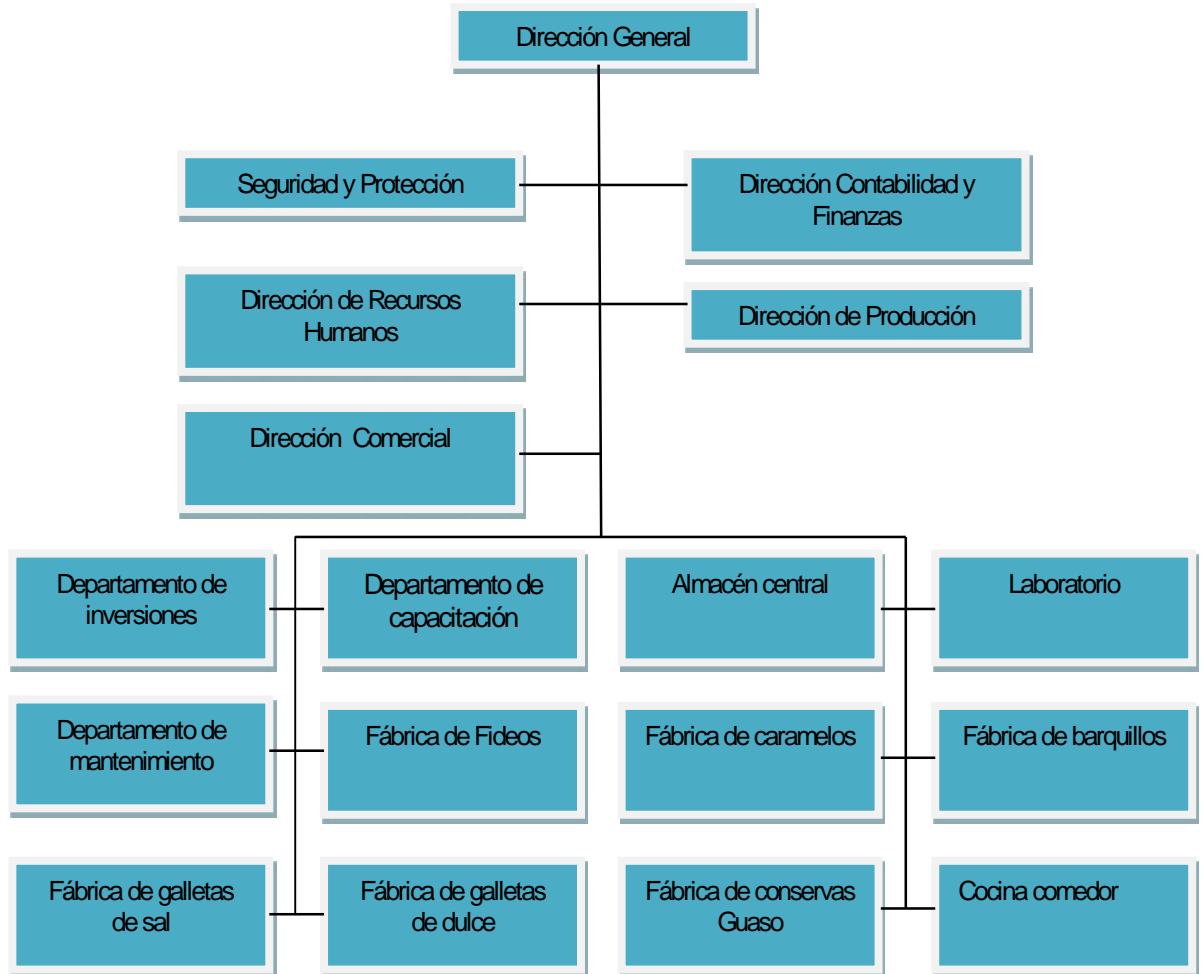 Dirección General
Seguridad y Protección
Dirección Contabilidad y
Finanzas
Dirección de Recursos
Humanos
Dirección de Producción
Dirección Comercial
Departamento de
inversiones
Departamento de
capacitación
Almacén central
Laboratorio
Departamento de
mantenimiento
Fábrica de Fideos
Fábrica de caramelos
Fábrica de barquillos
Fábrica de galletas
de sal
Fábrica de galletas
de dulce
Fábrica de conservas
Guaso
Cocina comedor